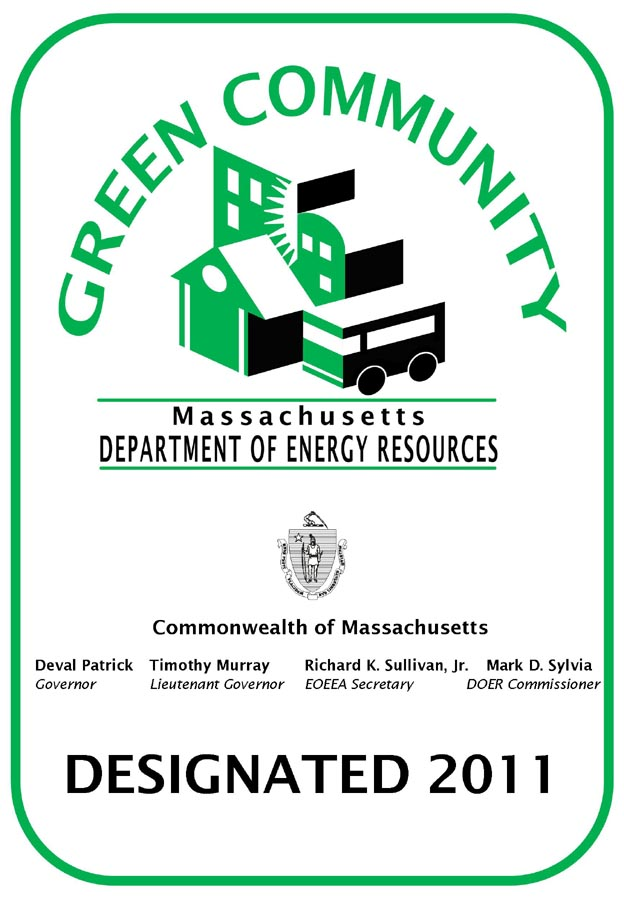 GREEN COMMUNITY
Massachusetts
DEPARTMENT OF ENERGY RESOURCES
Commonwealth of Massachusetts
Deval Patrick Timothy Murray Richard K. Sullivan, Jr. Mark D. Sylvia
Governor Lieutenant Governor EOEEA Secretary DOER Commissioner
DESIGNATED 2011